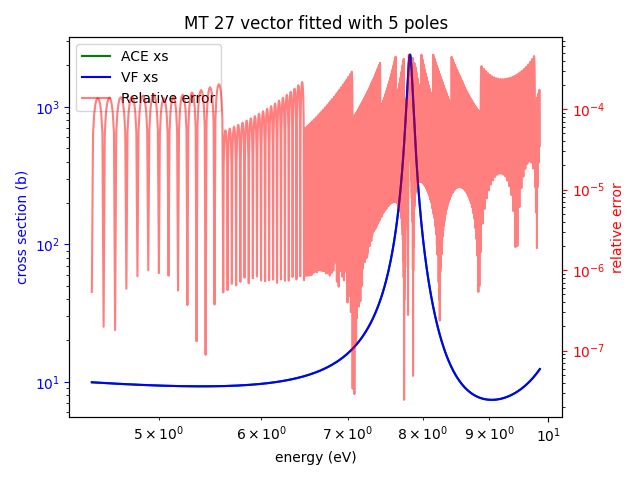 MT 27 vector fitted with 5 poles
ACE xs
VF xs
Relative error
cross section (b)
10³
10²
10¹
relative error
10⁻⁴
10⁻⁵
10⁻⁶
10⁻⁷
5 × 10⁰ 6 × 10⁰ 7 × 10⁰ 8 × 10⁰ 9 × 10⁰ 10¹
energy (eV)